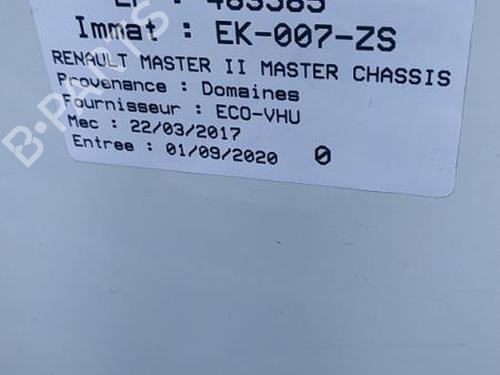 Immat : EK-007-ZS
RENAULT MASTER II MASTER CHASSIS
Provenance : Domaines
Fournisseur : ECO-VHU
Mec : 22/03/2017
Entree : 01/09/2020 0
B-PARTS